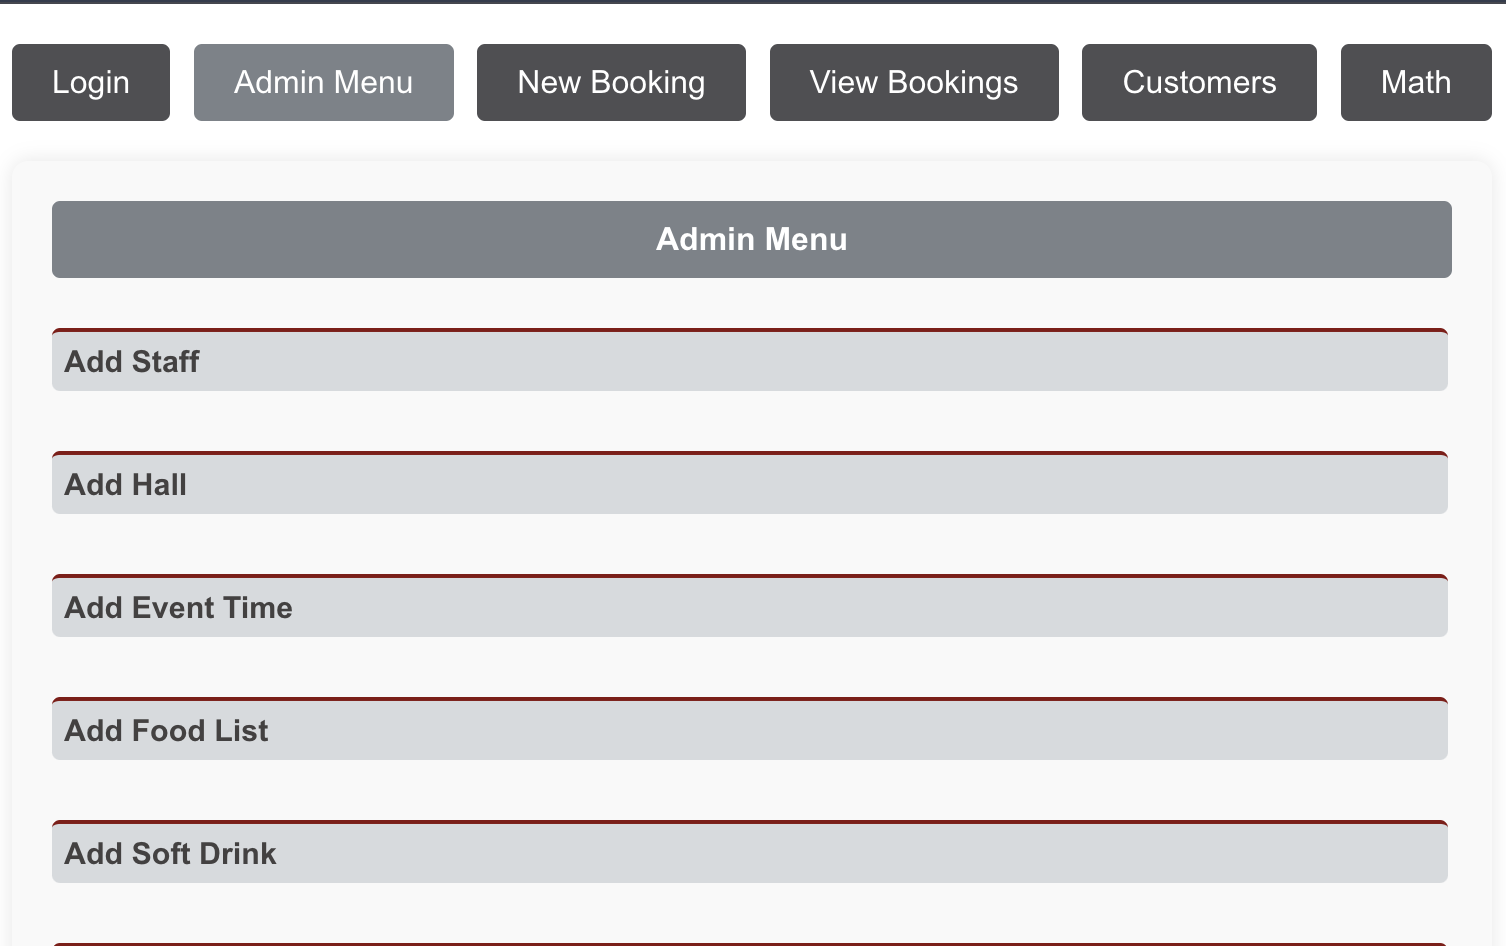 Login Admin Menu New Booking View Bookings Customers Math
Admin Menu
Add Staff
Add Hall
Add Event Time
Add Food List
Add Soft Drink